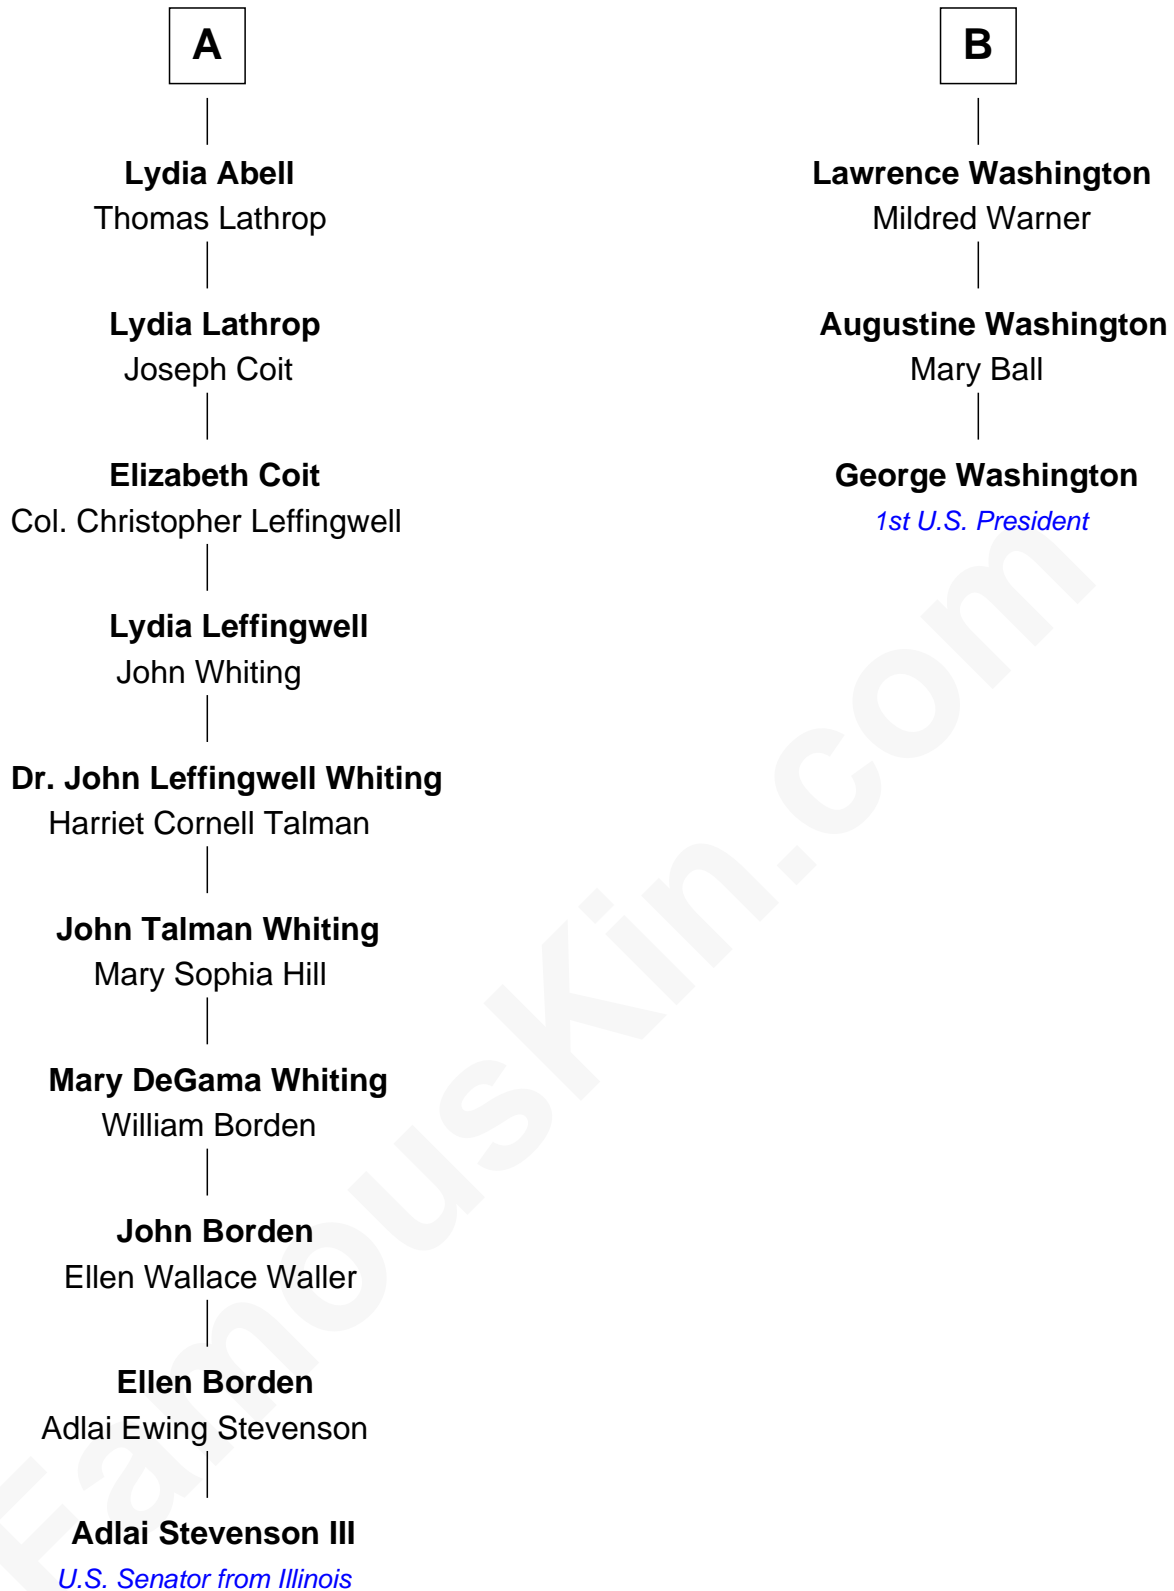 A
Lydia Abell
Thomas Lathrop
Lydia Lathrop
Joseph Coit
Elizabeth Coit
Col. Christopher Leffingwell
Lydia Leffingwell
John Whiting
Dr. John Leffingwell Whiting
Harriet Cornell Talman
John Talman Whiting
Mary Sophia Hill
Mary DeGama Whiting
William Borden
John Borden
Ellen Wallace Waller
Ellen Borden
Adlai Ewing Stevenson
Adlai Stevenson III
U.S. Senator from Illinois
B
Lawrence Washington
Mildred Warner
Augustine Washington
Mary Ball
George Washington
1st U.S. President
FamousKin.com